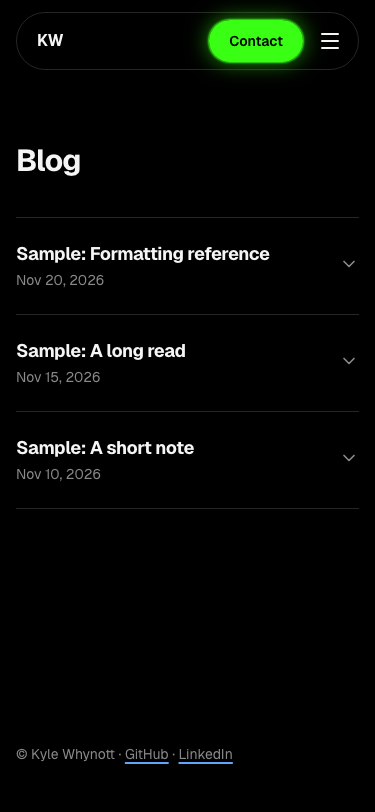 KW
Contact
Blog
Sample: Formatting reference
Nov 20, 2026
Sample: A long read
Nov 15, 2026
Sample: A short note
Nov 10, 2026
© Kyle Whynott · GitHub · LinkedIn